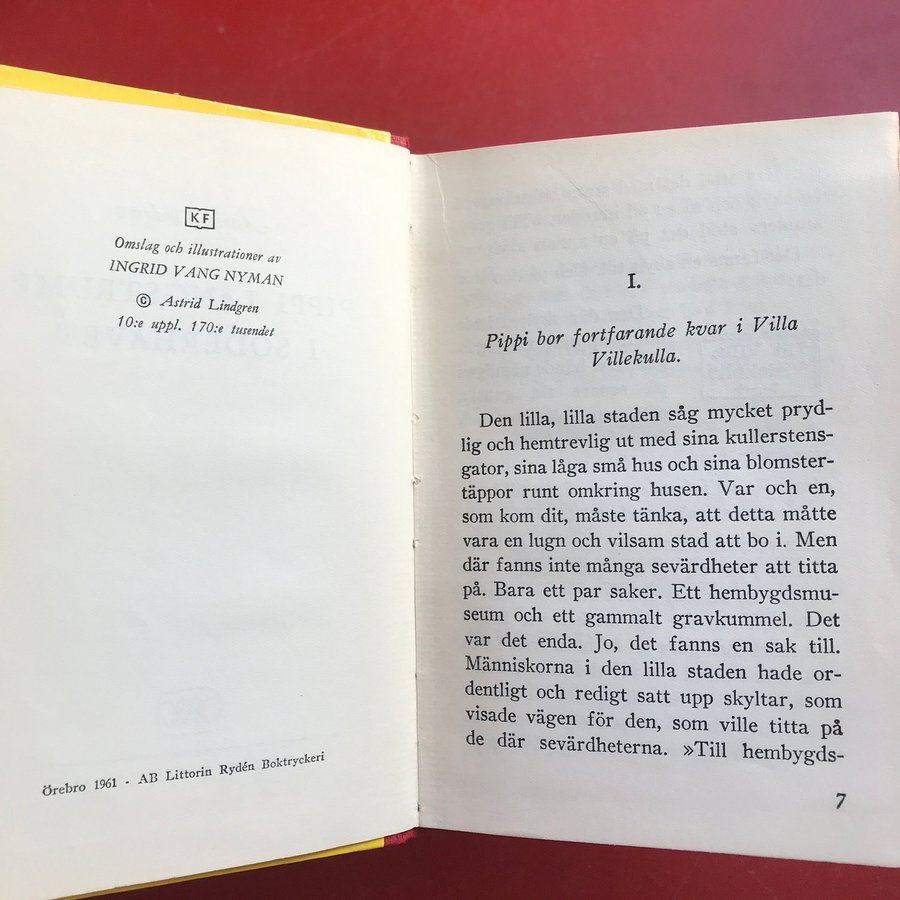 KF
Omslag och illustrationer av
INGRID VANG NYMAN
© Astrid Lindgren
10:e uppl. 170:e tusendet
Örebro 1961 - AB Littorin Rydén Boktryckeri
I.
Pippi bor fortfarande kvar i Villa
Villekulla.
Den lilla, lilla staden såg mycket pryd-
lig och hemtrevlig ut med sina kullerstens-
gator, sina låga små hus och sina blomster-
täppor runt omkring husen. Var och en,
som kom dit, måste tänka, att detta måtte
vara en lugn och vilsam stad att bo i. Men
där fanns inte många sevärdheter att titta
på. Bara ett par saker. Ett hembygdsmu-
seum och ett gammalt gravkummel. Det
var det enda. Jo, det fanns en sak till.
Människorna i den lilla staden hade or-
dentligt och redigt satt upp skyltar, som
visade vägen för den, som ville titta på
de där sevärdheterna. »Till hembygds-
7